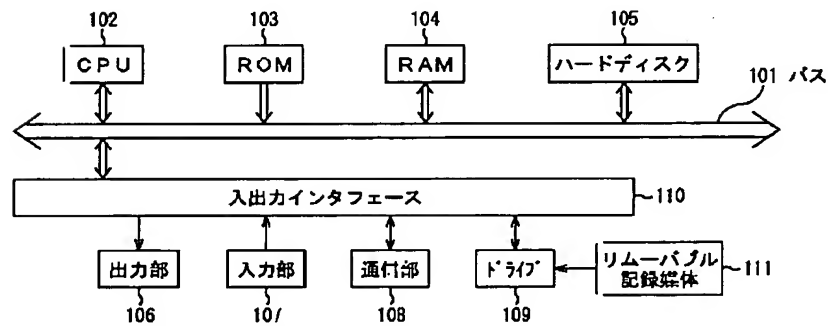 102
103
104
105
CPU
ROM
RAM
ハードディスク
101 バス
入出力インタフェース
110
出力部
入力部
通信部
ドライブ
リムーバブル
記録媒体
111
106
107
108
109